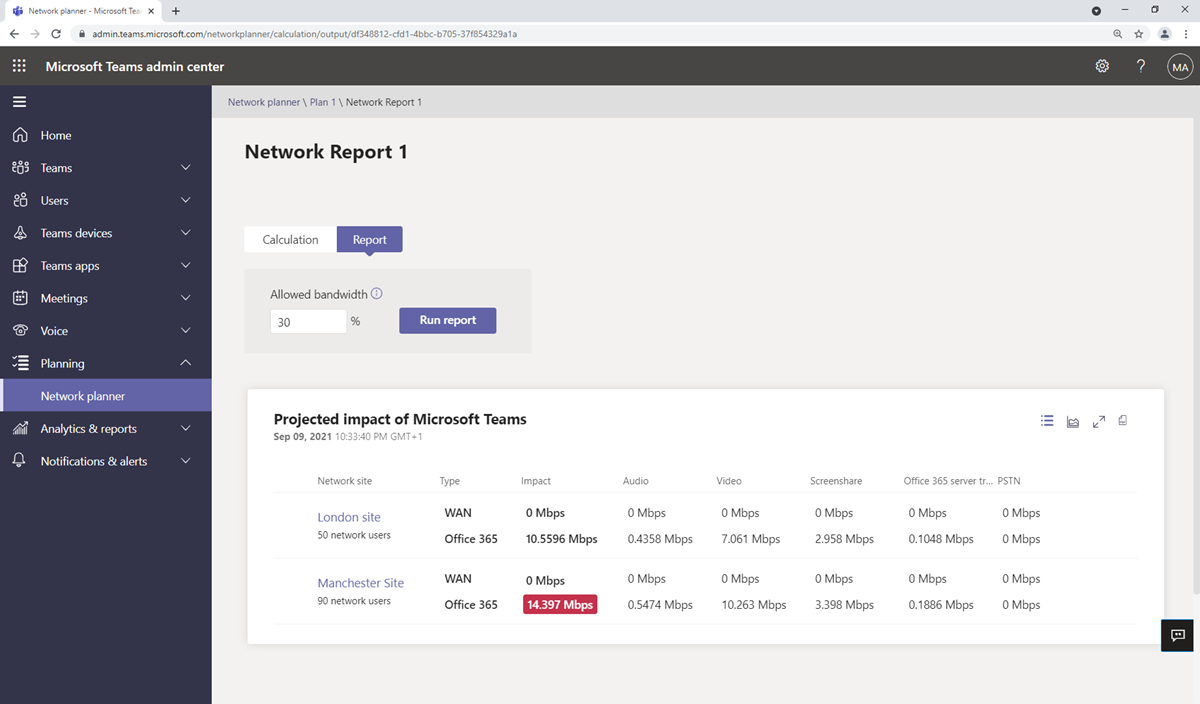 Network planner - Microsoft Tea
admin.teams.microsoft.com/networkplanner/calculation/output/df348812-cfd1-4bbc-b705-37f854329a1a
Microsoft Teams admin center
?
MA
Network planner \ Plan 1 \ Network Report 1
Home
Teams
Users
Teams devices
Teams apps
Meetings
Voice
Planning
Network planner
Analytics & reports
Notifications & alerts
Network Report 1
Calculation
Report
Allowed bandwidth
30 %
Run report
Projected impact of Microsoft Teams
Sep 09, 2021 10:33:40 PM GMT+1
Network site Type Impact Audio Video Screenshare Office 365 server tr... PSTN
London site WAN 0 Mbps 0 Mbps 0 Mbps 0 Mbps 0 Mbps 0 Mbps
50 network users Office 365 10.5596 Mbps 0.4358 Mbps 7.061 Mbps 2.958 Mbps 0.1048 Mbps 0 Mbps
Manchester Site WAN 0 Mbps 0 Mbps 0 Mbps 0 Mbps 0 Mbps 0 Mbps
90 network users Office 365 14.397 Mbps 0.5474 Mbps 10.263 Mbps 3.398 Mbps 0.1886 Mbps 0 Mbps